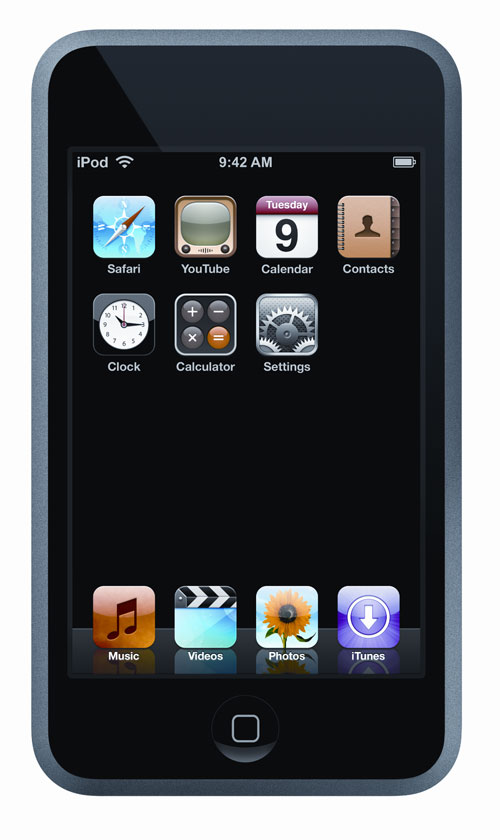 iPod 9:42 AM
Tuesday
9
Safari YouTube Calendar Contacts
Clock Calculator Settings
Music Videos Photos iTunes